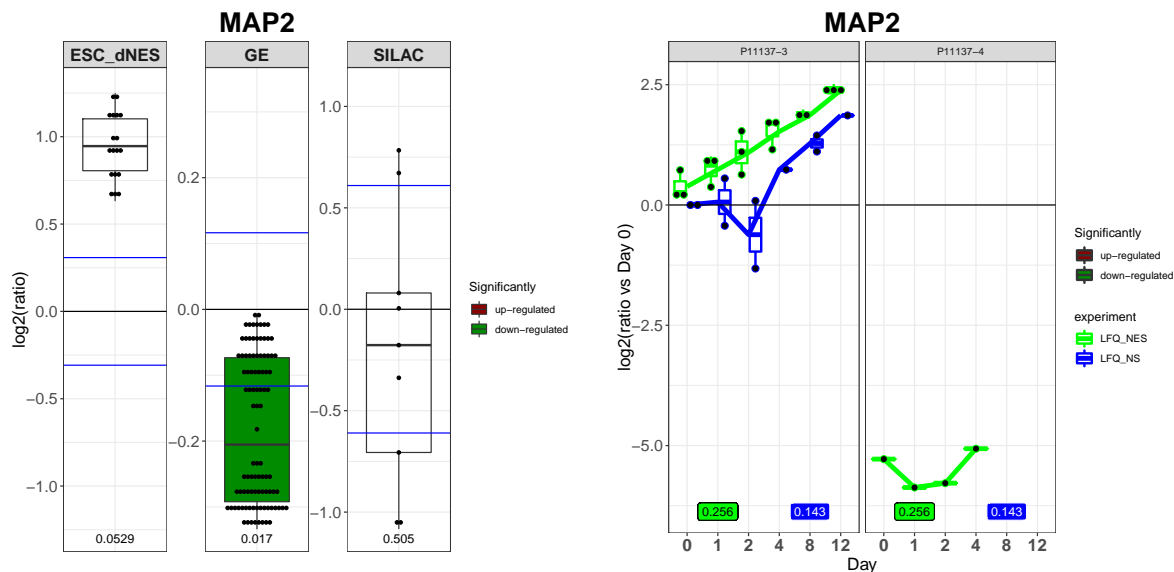 MAP2
ESC_dNES
GE
SILAC
log2(ratio)
1.0
0.5
0.0
−0.5
−1.0
0.2
0.0
−0.2
1.0
0.5
0.0
−0.5
−1.0
0.0529
0.017
0.505
Significantly
up−regulated
down−regulated
MAP2
P11137−3
P11137−4
log2(ratio vs Day 0)
2.5
0.0
−2.5
−5.0
0.256
0.143
0.256
0.143
0 1 2 4 8 12
0 1 2 4 8 12
Day
Significantly
up−regulated
down−regulated
experiment
LFQ_NES
LFQ_NS